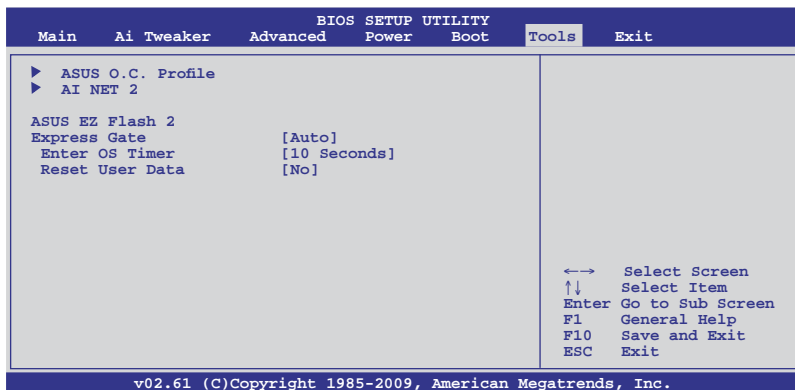 BIOS SETUP UTILITY
Main Ai Tweaker Advanced Power Boot Tools Exit
ASUS O.C. Profile
AI NET 2
ASUS EZ Flash 2
Express Gate [Auto]
Enter OS Timer [10 Seconds]
Reset User Data [No]
←→ Select Screen
↑↓ Select Item
Enter Go to Sub Screen
F1 General Help
F10 Save and Exit
ESC Exit
v02.61 (C)Copyright 1985-2009, American Megatrends, Inc.